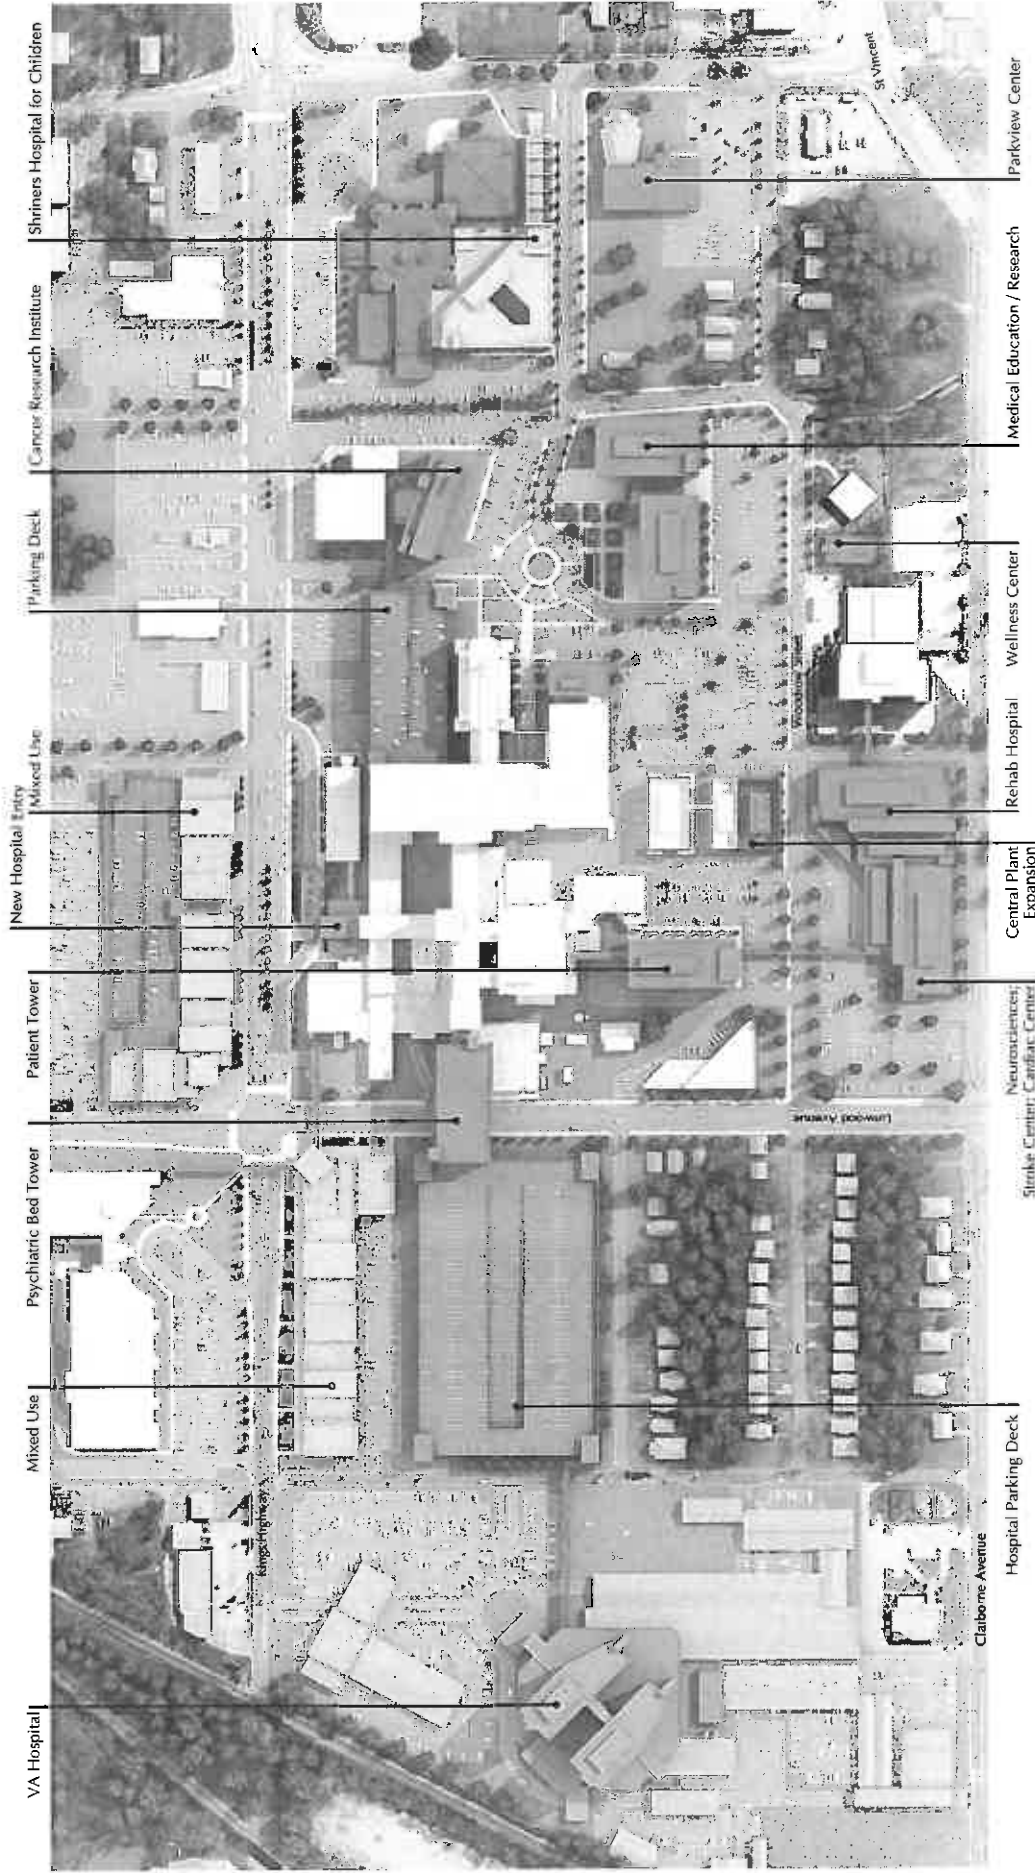 VA Hospital
Mixed Use
Psychiatric Bed Tower
Patient Tower
New Hospital Entry
Mixed Use
Parking Deck
Cancer Research Institute
Shriners Hospital for Children
Kings Highway
Linwood Avenue
Woodrow Street
St Vincent
Claiborne Avenue
Hospital Parking Deck
Neurosciences;
Stroke Center; Cardiac Center
Central Plant
Expansion
Rehab Hospital
Wellness Center
Medical Education / Research
Parkview Center